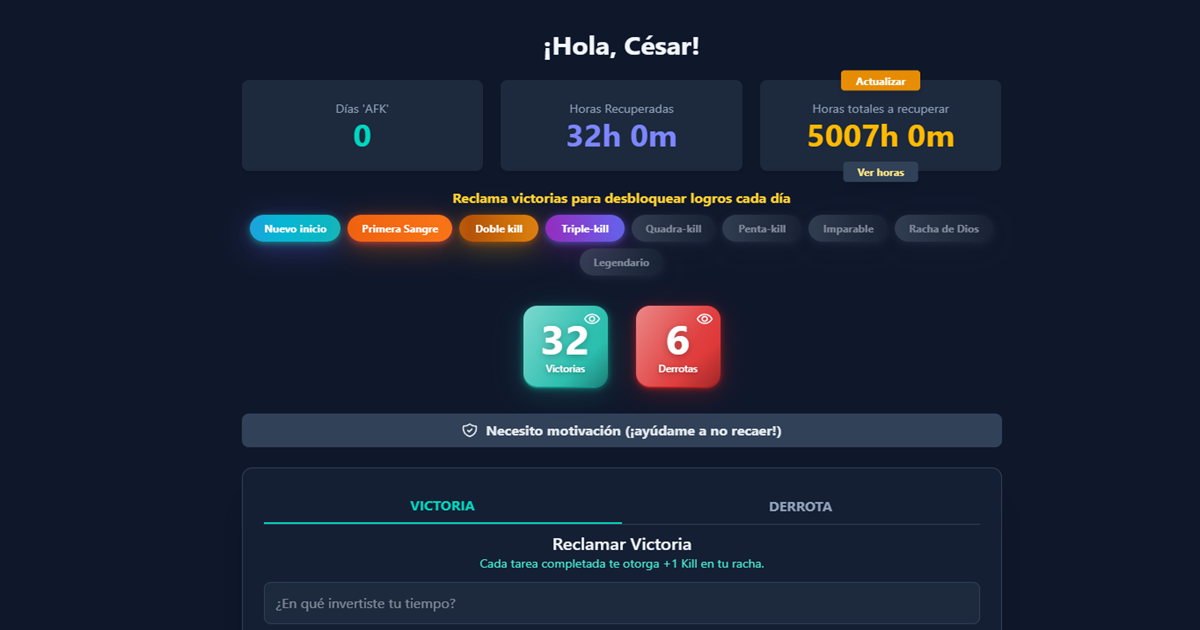 ¡Hola, César!
Actualizar
Días 'AFK'
0
Horas Recuperadas
32h 0m
Horas totales a recuperar
5007h 0m
Ver horas
Reclama victorias para desbloquear logros cada día
Nuevo inicio Primera Sangre Doble kill Triple-kill Quadra-kill Penta-kill Imparable Racha de Dios
Legendario
32
Victorias
6
Derrotas
Necesito motivación (¡ayúdame a no recaer!)
VICTORIA DERROTA
Reclamar Victoria
Cada tarea completada te otorga +1 Kill en tu racha.
¿En qué invertiste tu tiempo?